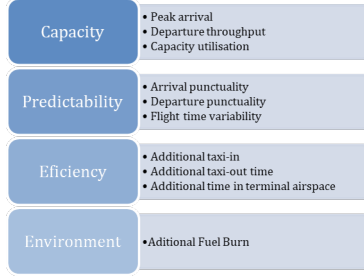 Capacity
• Peak arrival
• Departure throughput
• Capacity utilisation
Predictability
• Arrival punctuality
• Departure punctuality
• Flight time variability
Eficiency
• Additional taxi-in
• Additional taxi-out time
• Additional time in terminal airspace
Environment
•Aditional Fuel Burn